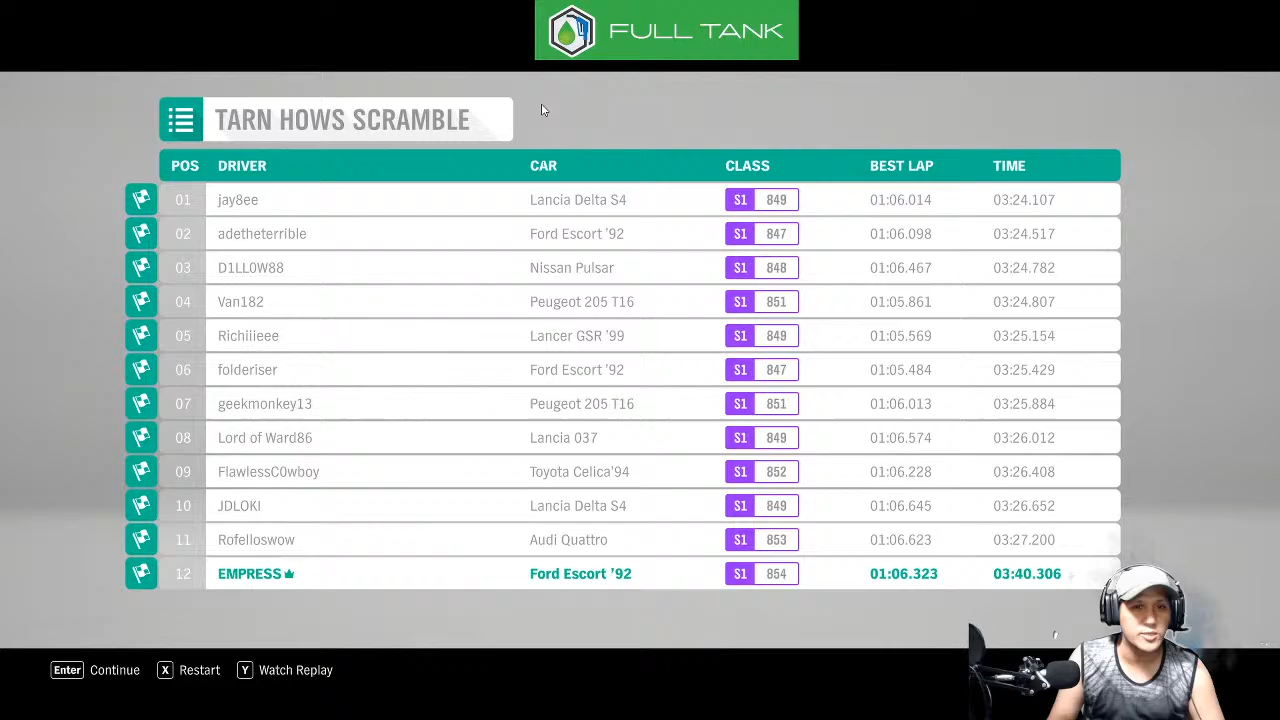 FULL TANK
TARN HOWS SCRAMBLE
POS DRIVER CAR CLASS BEST LAP TIME
01 jay8ee Lancia Delta S4 S1 849 01:06.014 03:24.107
02 adetheterrible Ford Escort '92 S1 847 01:06.098 03:24.517
03 D1LL0W88 Nissan Pulsar S1 848 01:06.467 03:24.782
04 Van182 Peugeot 205 T16 S1 851 01:05.861 03:24.807
05 Richiiieee Lancer GSR '99 S1 849 01:05.569 03:25.154
06 folderiser Ford Escort '92 S1 847 01:05.484 03:25.429
07 geekmonkey13 Peugeot 205 T16 S1 851 01:06.013 03:25.884
08 Lord of Ward86 Lancia 037 S1 849 01:06.574 03:26.012
09 FlawlessC0wboy Toyota Celica'94 S1 852 01:06.228 03:26.408
10 JDLOKI Lancia Delta S4 S1 849 01:06.645 03:26.652
11 Rofelloswow Audi Quattro S1 853 01:06.623 03:27.200
12 EMPRESS Ford Escort '92 S1 854 01:06.323 03:40.306
Enter Continue X Restart Y Watch Replay